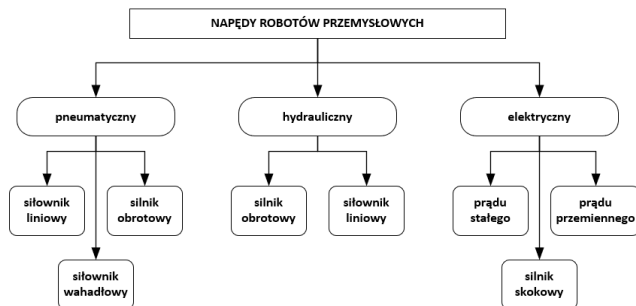 NAPĘDY ROBOTÓW PRZEMYSŁOWYCH
pneumatyczny
hydrauliczny
elektryczny
siłownik
liniowy
silnik
obrotowy
silnik
obrotowy
siłownik
liniowy
prądu
stałego
prądu
przemiennego
siłownik
wahadłowy
silnik
skokowy